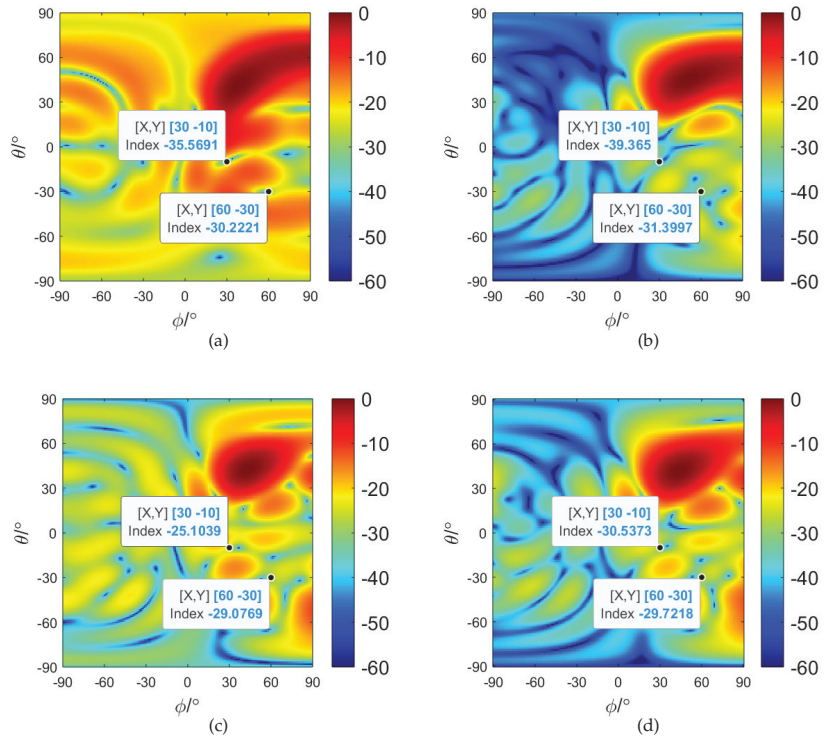 90
60
30
0
-30
-60
-90
θ/°
-90 -60 -30 0 30 60 90
ϕ/°
0
-10
-20
-30
-40
-50
-60
[X,Y] [30 -10]
Index -35.5691
[X,Y] [60 -30]
Index -30.2221
(a)
90
60
30
0
-30
-60
-90
θ/°
-90 -60 -30 0 30 60 90
ϕ/°
0
-10
-20
-30
-40
-50
-60
[X,Y] [30 -10]
Index -39.365
[X,Y] [60 -30]
Index -31.3997
(b)
90
60
30
0
-30
-60
-90
θ/°
-90 -60 -30 0 30 60 90
ϕ/°
0
-10
-20
-30
-40
-50
-60
[X,Y] [30 -10]
Index -25.1039
[X,Y] [60 -30]
Index -29.0769
(c)
90
60
30
0
-30
-60
-90
θ/°
-90 -60 -30 0 30 60 90
ϕ/°
0
-10
-20
-30
-40
-50
-60
[X,Y] [30 -10]
Index -30.5373
[X,Y] [60 -30]
Index -29.7218
(d)